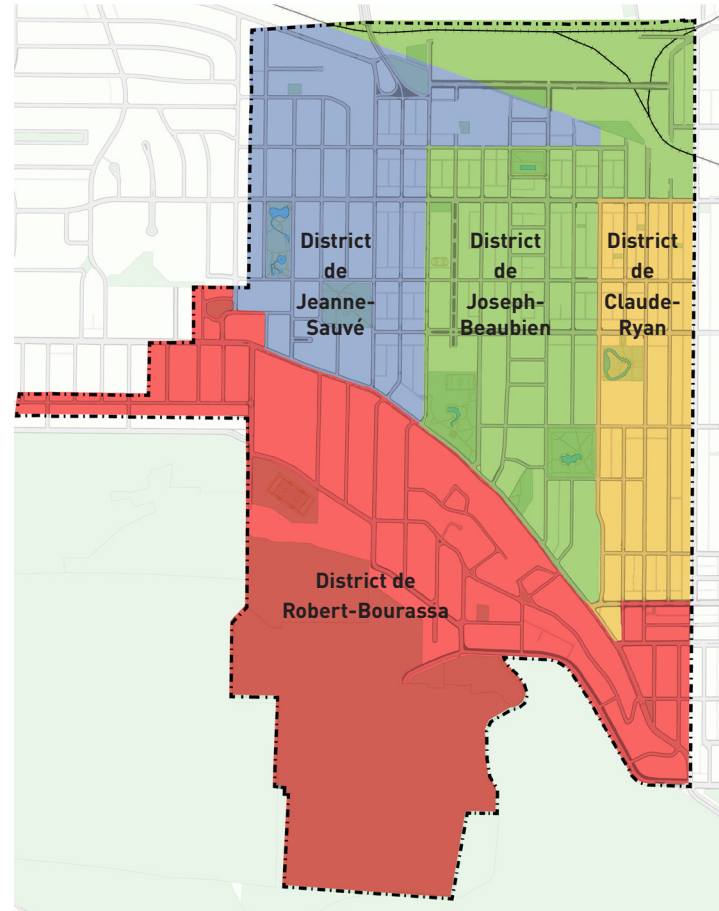 District
de
Jeanne-
Sauvé
District
de
Joseph-
Beaubien
District
de
Claude-
Ryan
District de
Robert-Bourassa